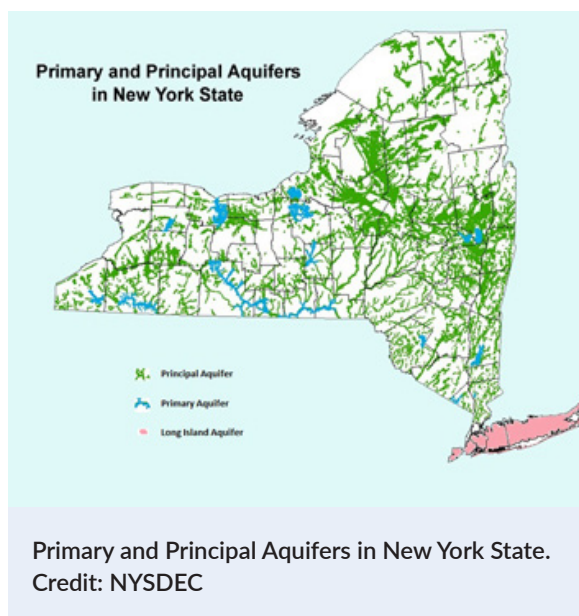 Primary and Principal Aquifers
in New York State
Principal Aquifer
Primary Aquifer
Long Island Aquifer
Primary and Principal Aquifers in New York State.
Credit: NYSDEC